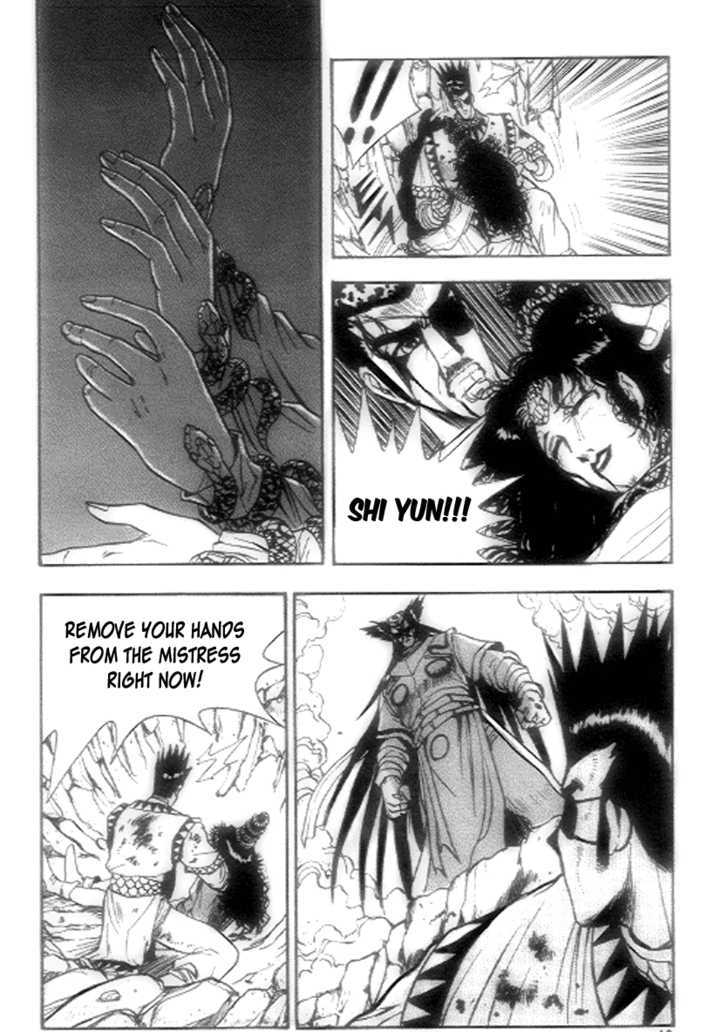 !!
!!!
SHI YUN!!!
REMOVE YOUR HANDS
FROM THE MISTRESS
RIGHT NOW!